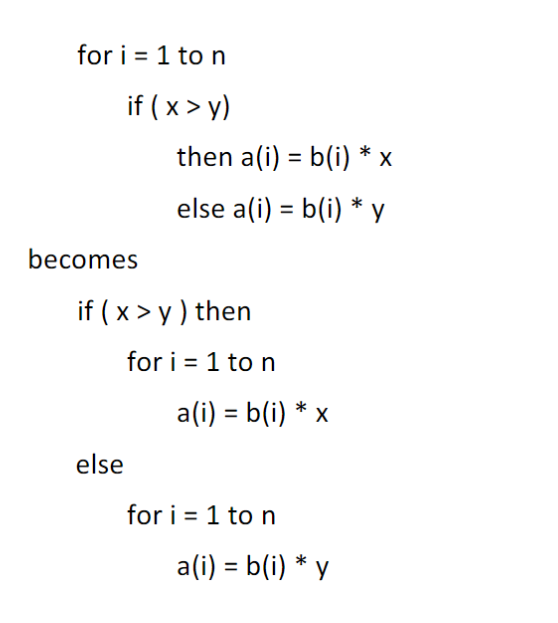 for i = 1 to n
if ( x > y)
then a(i) = b(i) * x
else a(i) = b(i) * y
becomes
if ( x > y ) then
for i = 1 to n
a(i) = b(i) * x
else
for i = 1 to n
a(i) = b(i) * y